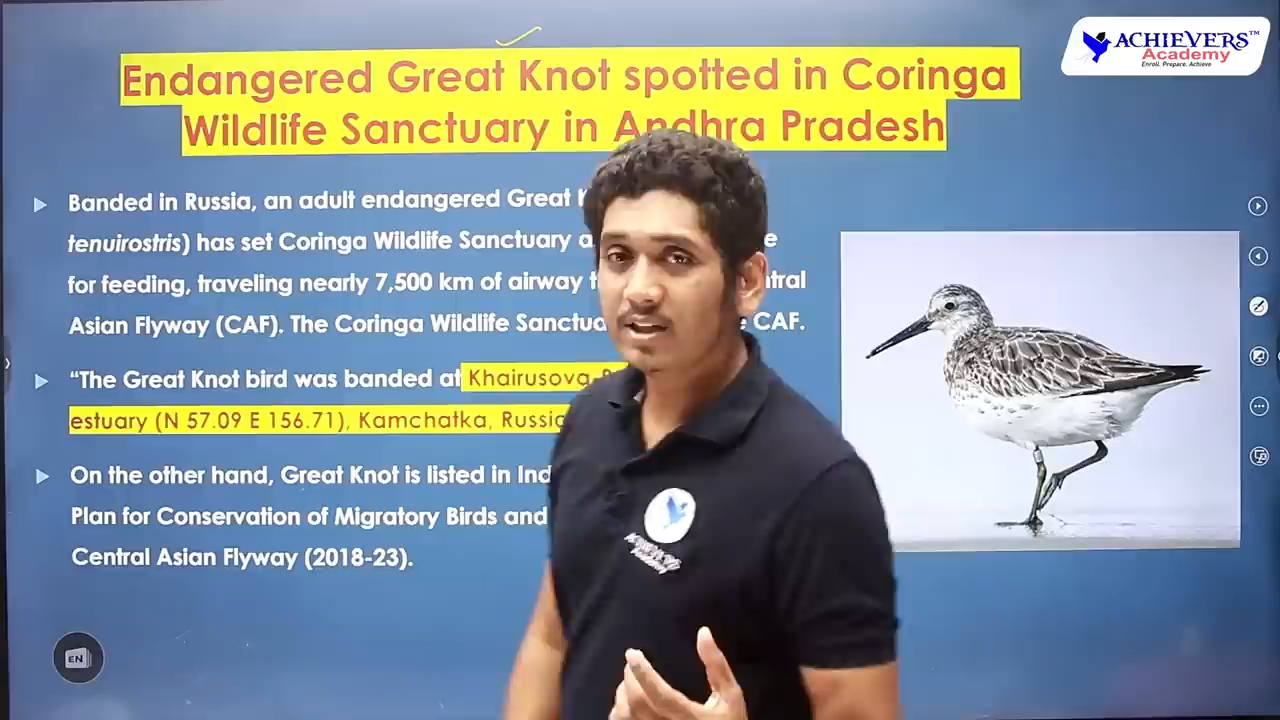 ACHIEVERS™
Academy
Enroll. Prepare. Achieve
Endangered Great Knot spotted in Coringa
Wildlife Sanctuary in Andhra Pradesh
Banded in Russia, an adult endangered Great
tenuirostris) has set Coringa Wildlife Sanctuary
for feeding, traveling nearly 7,500 km of airway
Asian Flyway (CAF). The Coringa Wildlife CAF.
“The Great Knot bird was banded at Khairusova-
estuary (N 57.09 E 156.71), Kamchatka,
On the other hand, Great Knot is listed in
Plan for Conservation of Migratory Birds and
Central Asian Flyway (2018-23).
EN